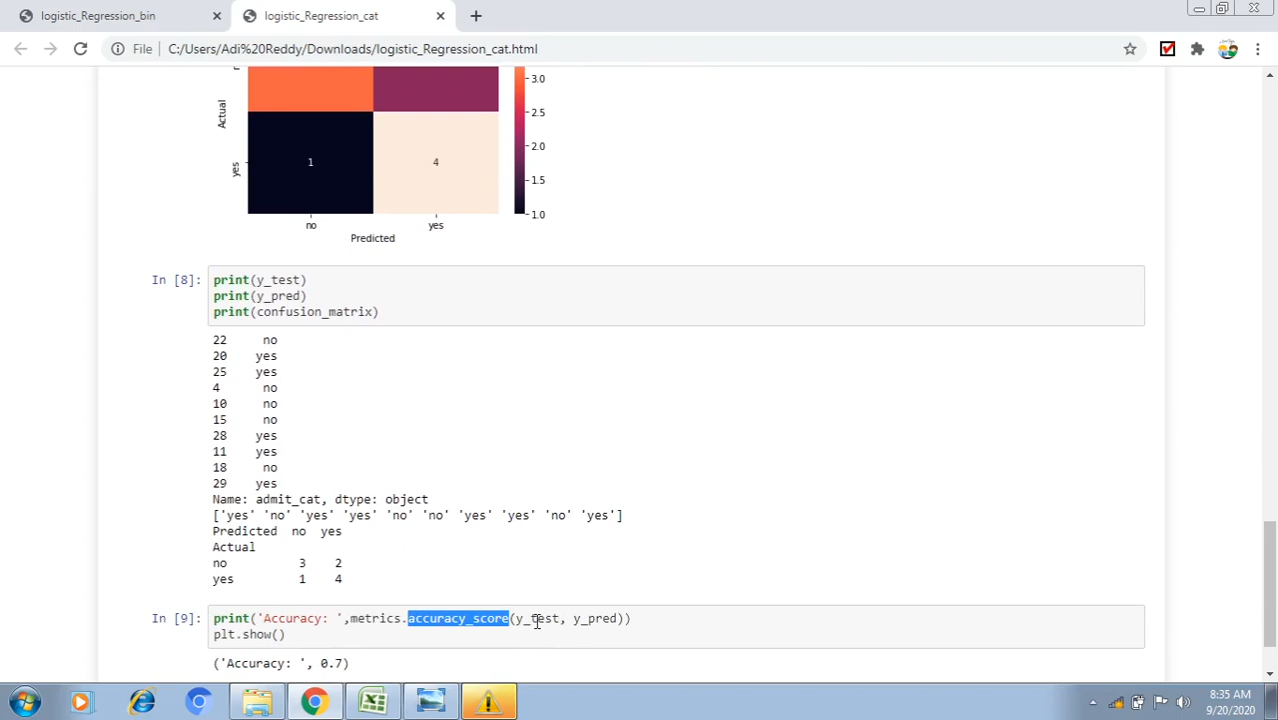 logistic_Regression_bin
logistic_Regression_cat
File
C:/Users/Adi%20Reddy/Downloads/logistic_Regression_cat.html
3.0
2.5
2.0
1.5
1.0
Actual
yes
1
4
no
yes
Predicted
In [8]:
print(y_test)
print(y_pred)
print(confusion_matrix)
22 no
20 yes
25 yes
4 no
10 no
15 no
28 yes
11 yes
18 no
29 yes
Name: admit_cat, dtype: object
['yes' 'no' 'yes' 'yes' 'no' 'no' 'yes' 'yes' 'no' 'yes']
Predicted no yes
Actual
no 3 2
yes 1 4
In [9]:
print('Accuracy: ',metrics.accuracy_score(y_test, y_pred))
plt.show()
('Accuracy: ', 0.7)
8:35 AM
9/20/2020